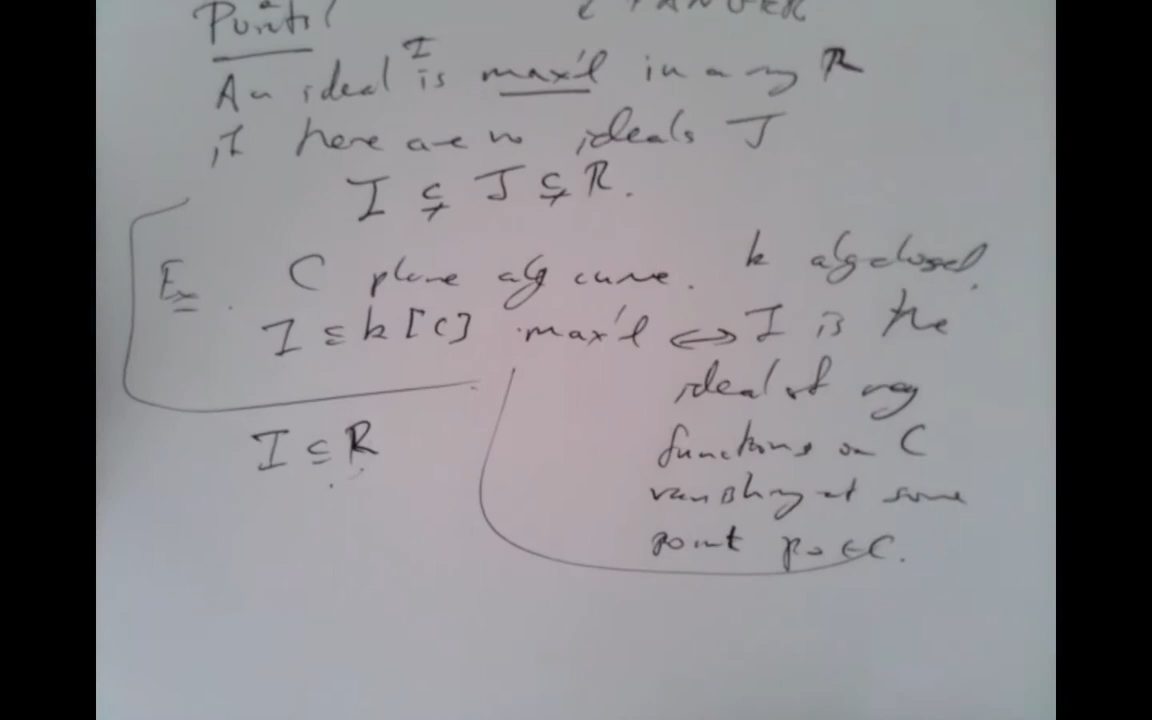 Points!
An ideal I is max'l in a ring R
if there are no ideals J
I ⊊ J ⊊ R.
Ex. C plane alg curve. k alg closed.
I ⊆ k[C] max'l ⟺ I is the
ideal of reg
functions on C
vanishing at some
point p₀ ∈ C.
I ⊆ R